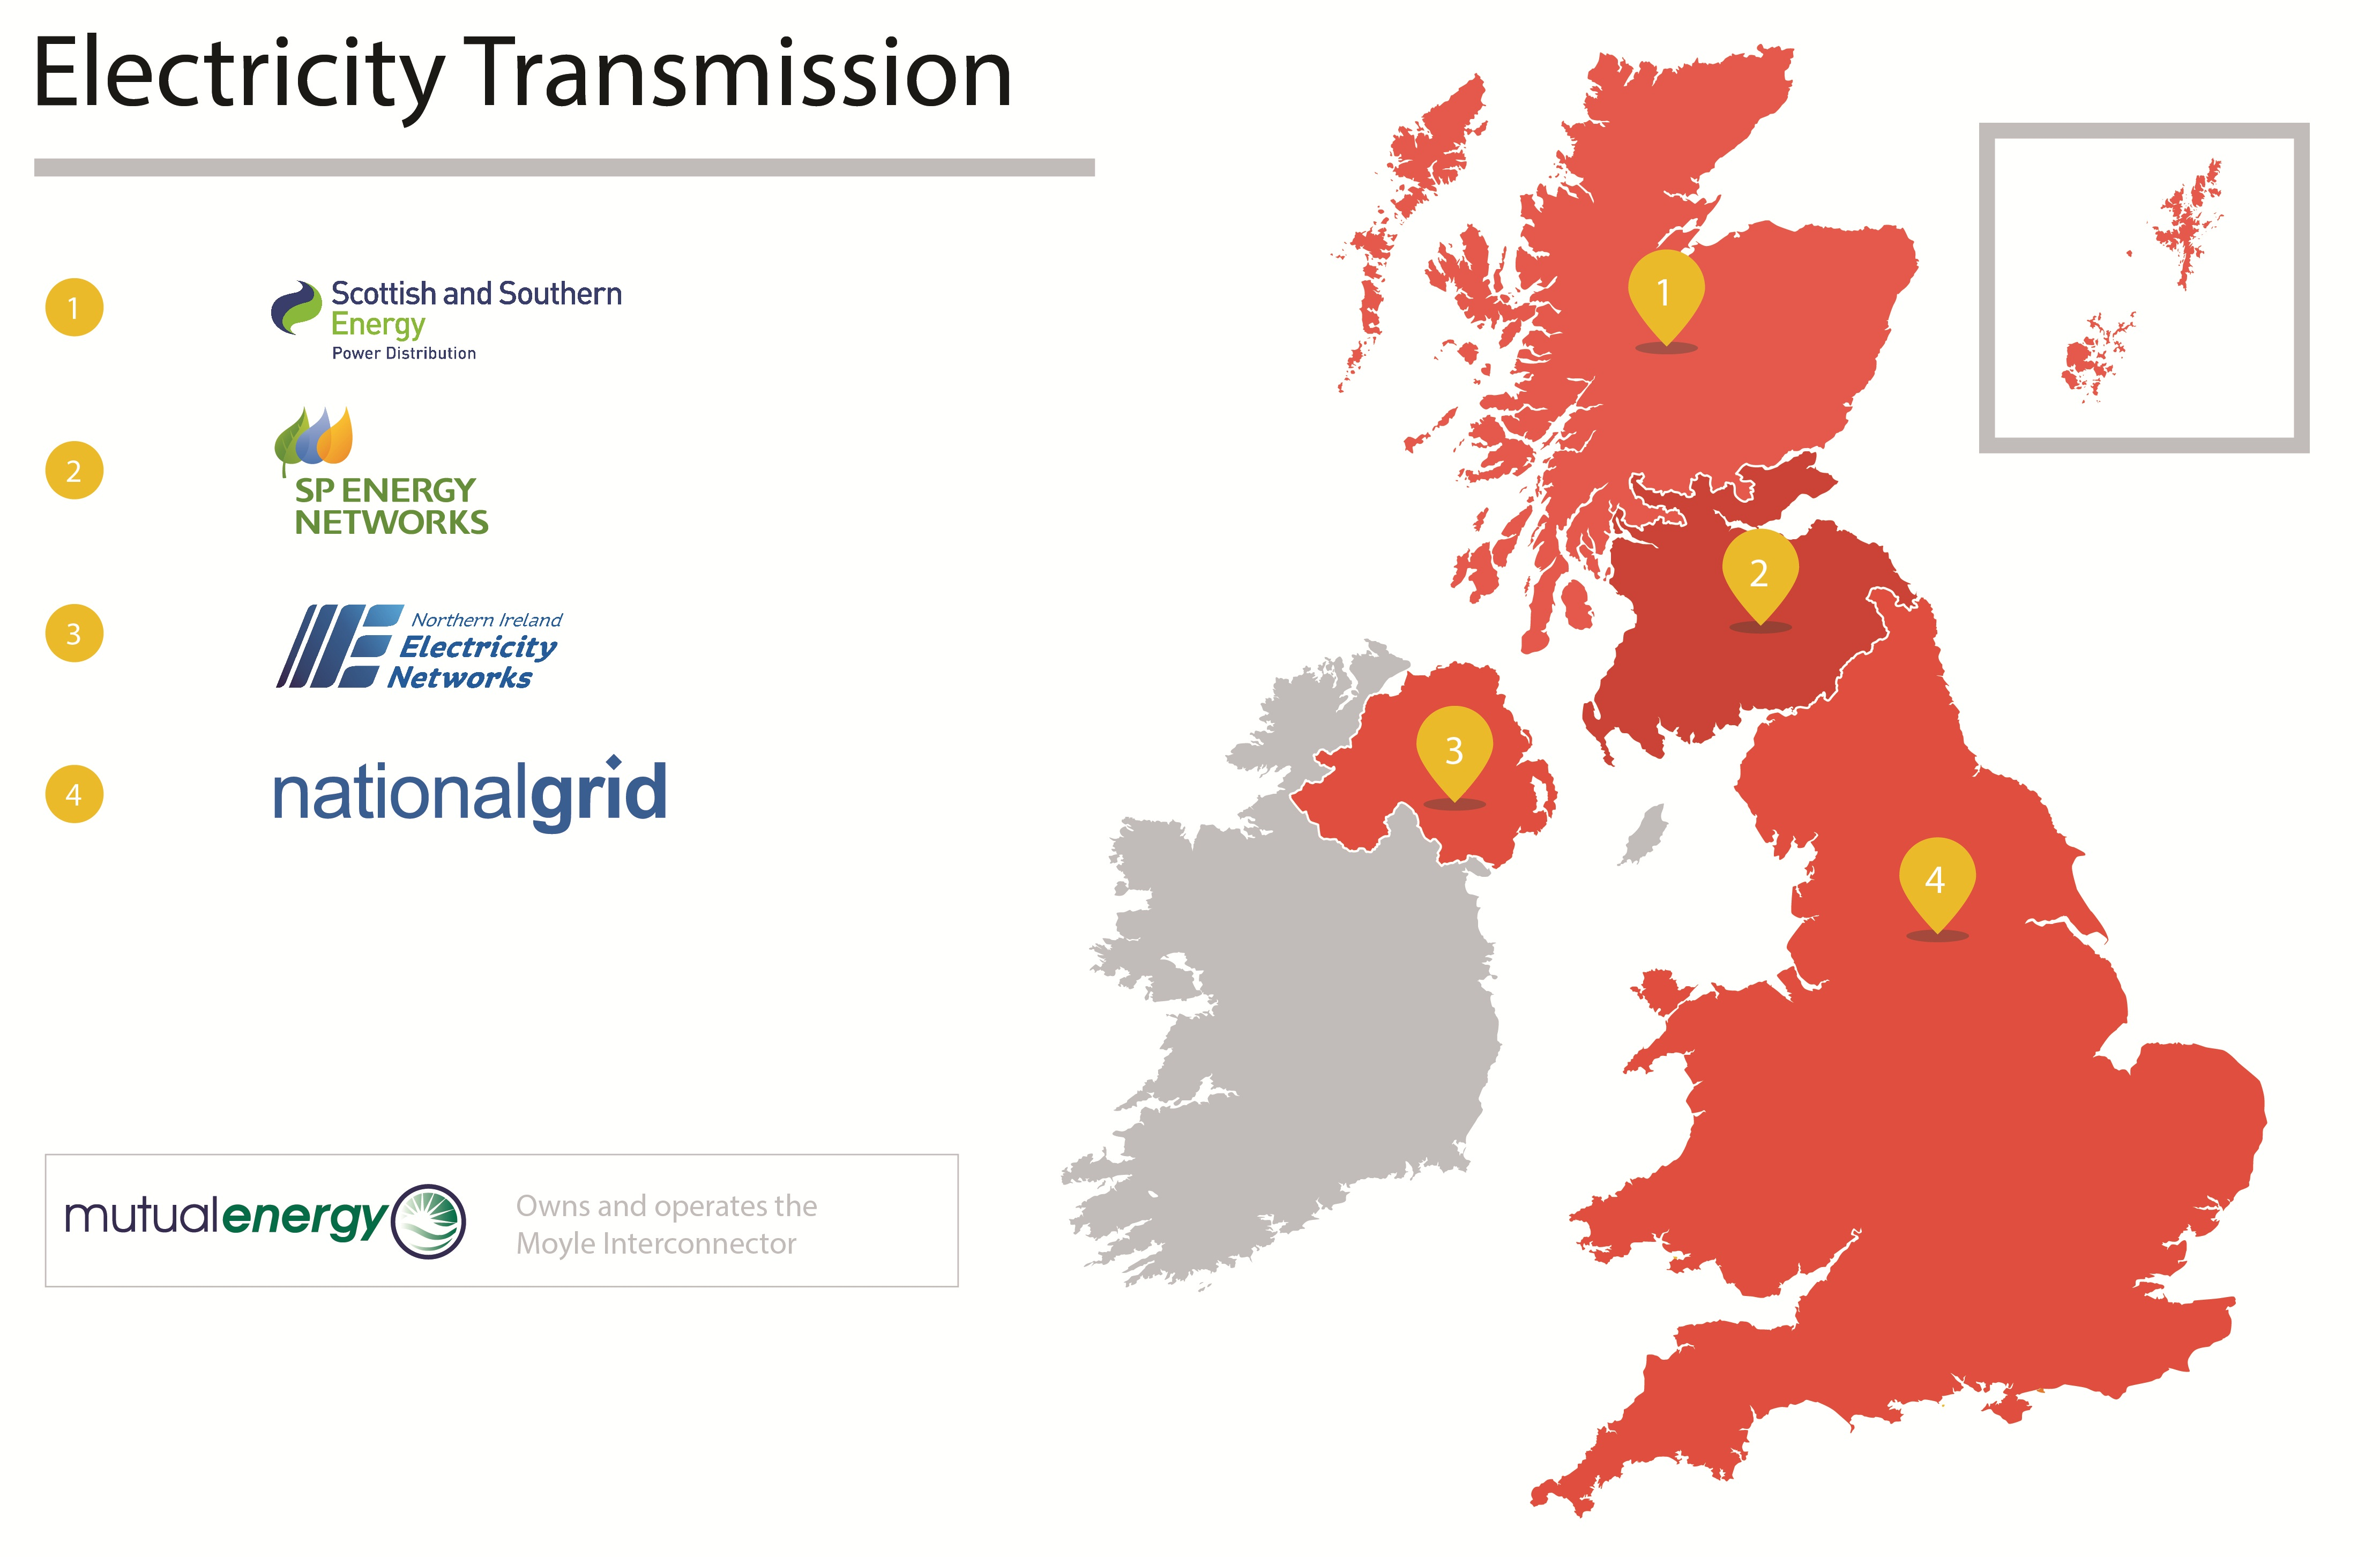 Electricity Transmission
1
Scottish and Southern
Energy
Power Distribution
2
SP ENERGY
NETWORKS
3
Northern Ireland
Electricity
Networks
4
nationalgrid
mutualenergy
Owns and operates the
Moyle Interconnector
1
2
3
4